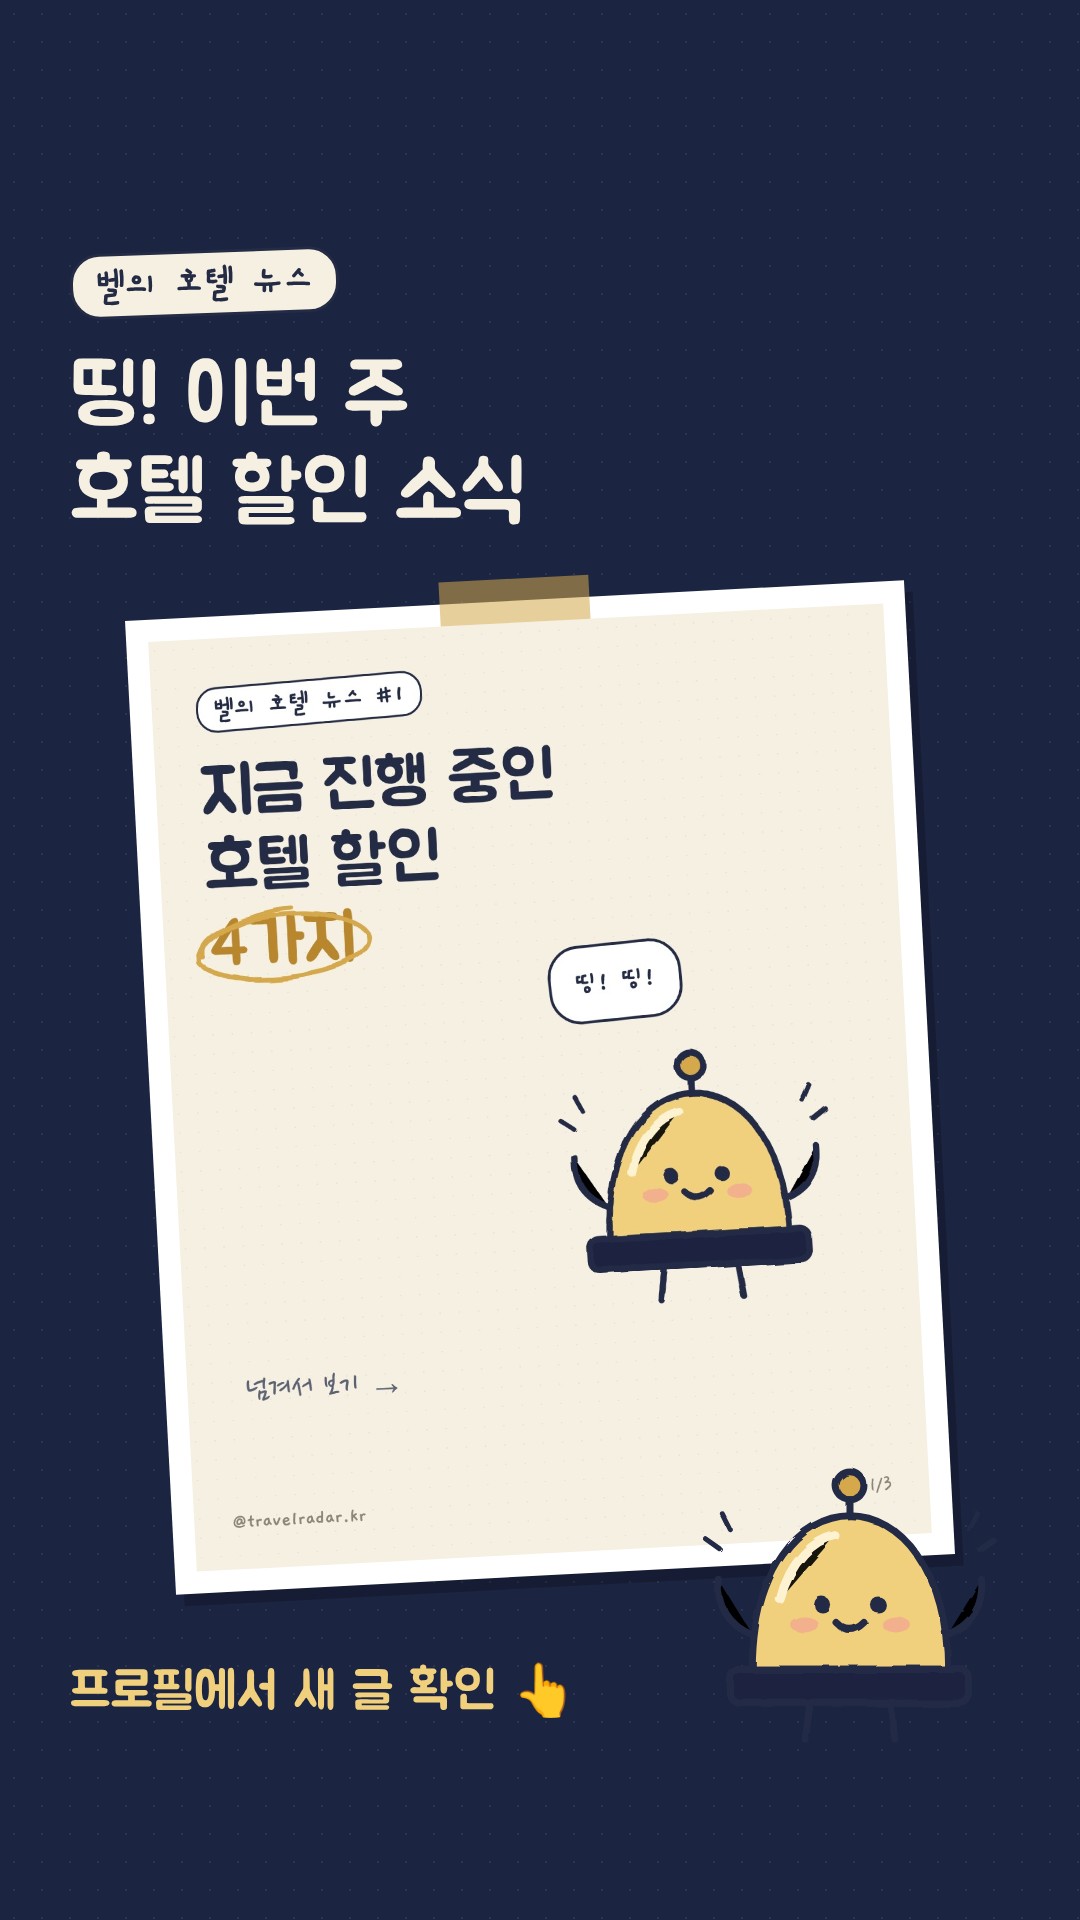 벨의 호텔 뉴스
띵! 이번 주
호텔 할인 소식
벨의 호텔 뉴스 #1
지금 진행 중인
호텔 할인
4가지
띵! 띵!
넘겨서 보기 →
1/3
@travelradar.kr
프로필에서 새 글 확인 👆